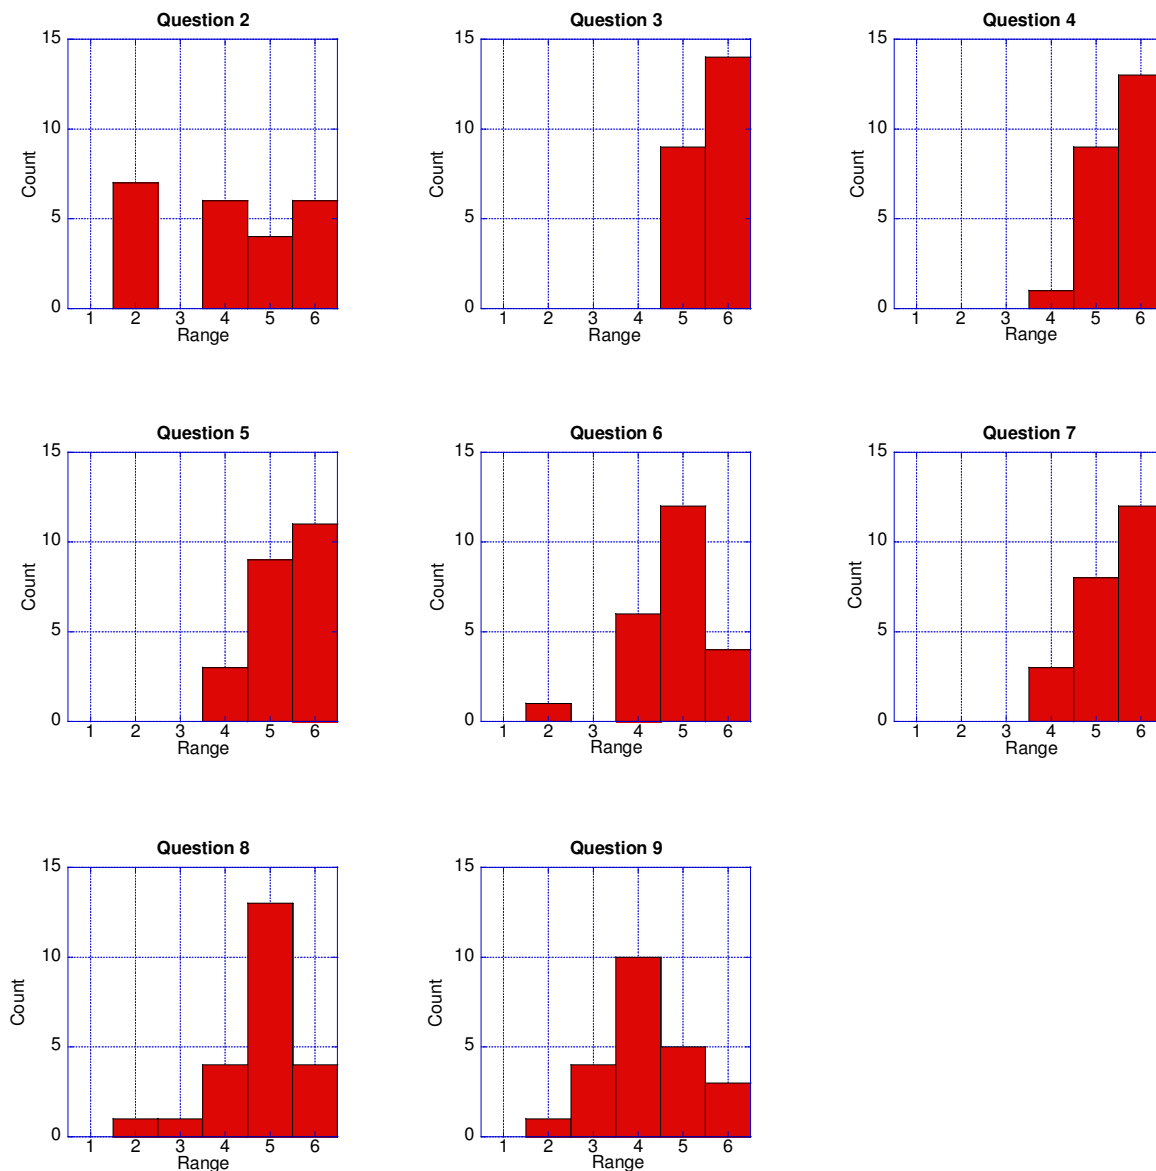 Question 2
15
10
5
0
Count
1 2 3 4 5 6
Range
Question 3
15
10
5
0
Count
1 2 3 4 5 6
Range
Question 4
15
10
5
0
Count
1 2 3 4 5 6
Range
Question 5
15
10
5
0
Count
1 2 3 4 5 6
Range
Question 6
15
10
5
0
Count
1 2 3 4 5 6
Range
Question 7
15
10
5
0
Count
1 2 3 4 5 6
Range
Question 8
15
10
5
0
Count
1 2 3 4 5 6
Range
Question 9
15
10
5
0
Count
1 2 3 4 5 6
Range